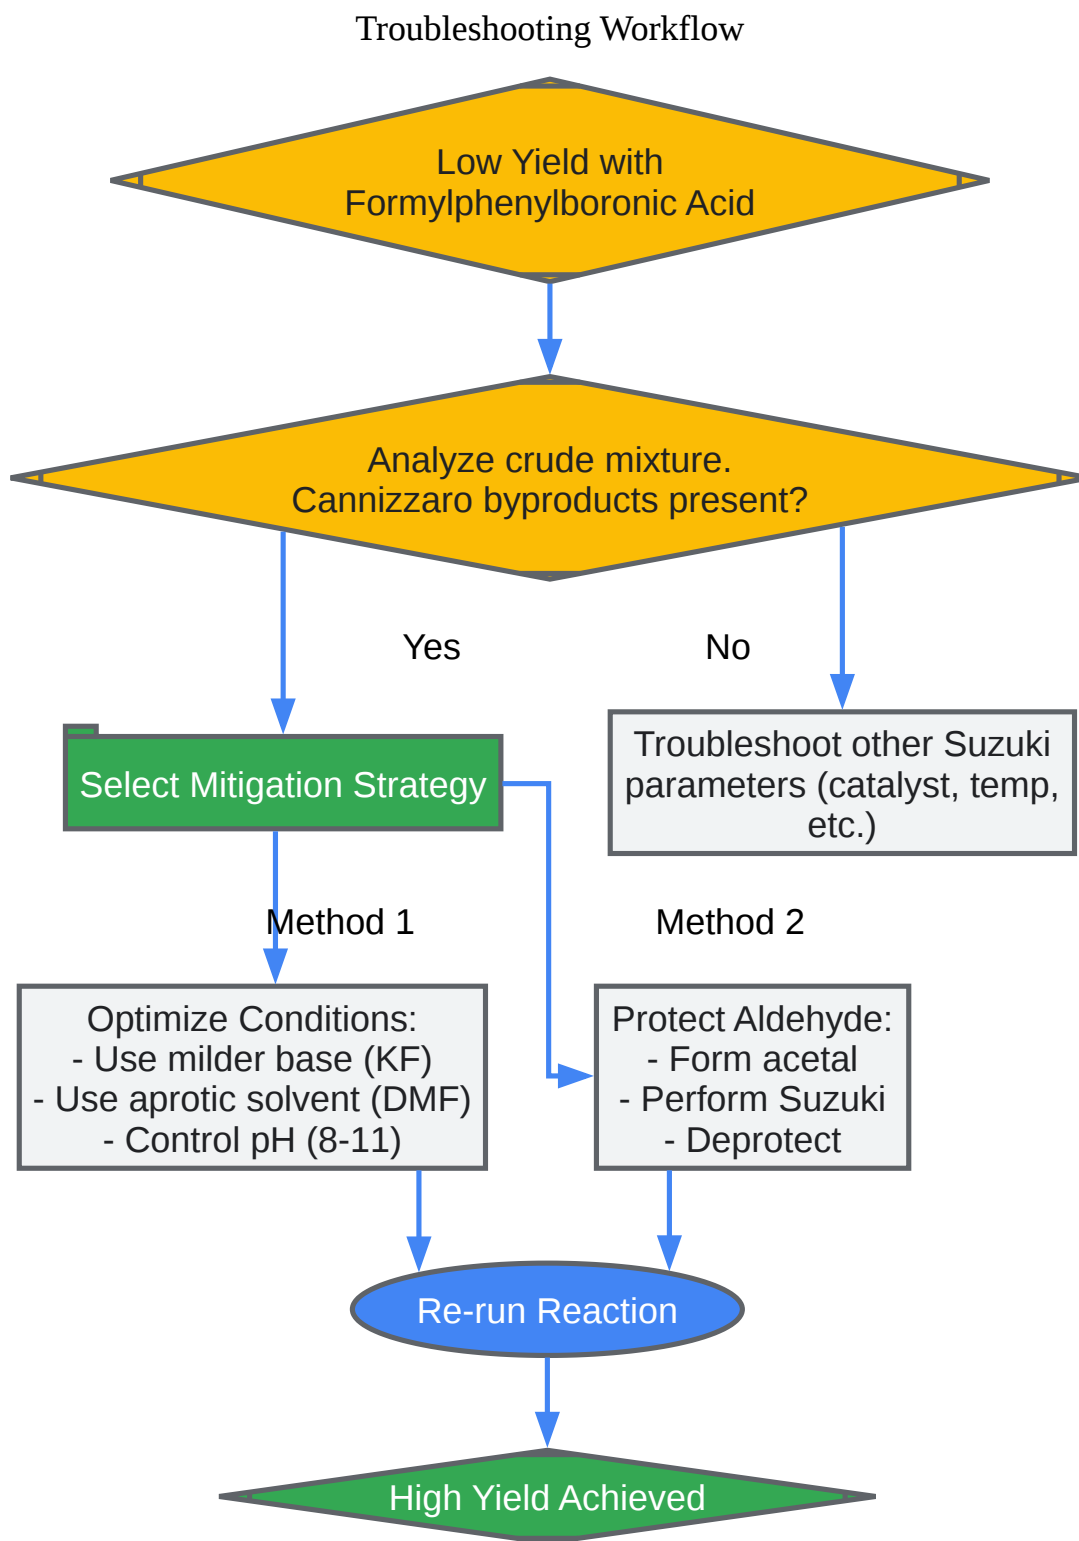 Troubleshooting Workflow
Low Yield with
Formylphenylboronic Acid
Analyze crude mixture.
Cannizzaro byproducts present?
Yes
No
Select Mitigation Strategy
Troubleshoot other Suzuki
parameters (catalyst, temp,
etc.)
Method 1
Method 2
Optimize Conditions:
- Use milder base (KF)
- Use aprotic solvent (DMF)
- Control pH (8-11)
Protect Aldehyde:
- Form acetal
- Perform Suzuki
- Deprotect
Re-run Reaction
High Yield Achieved